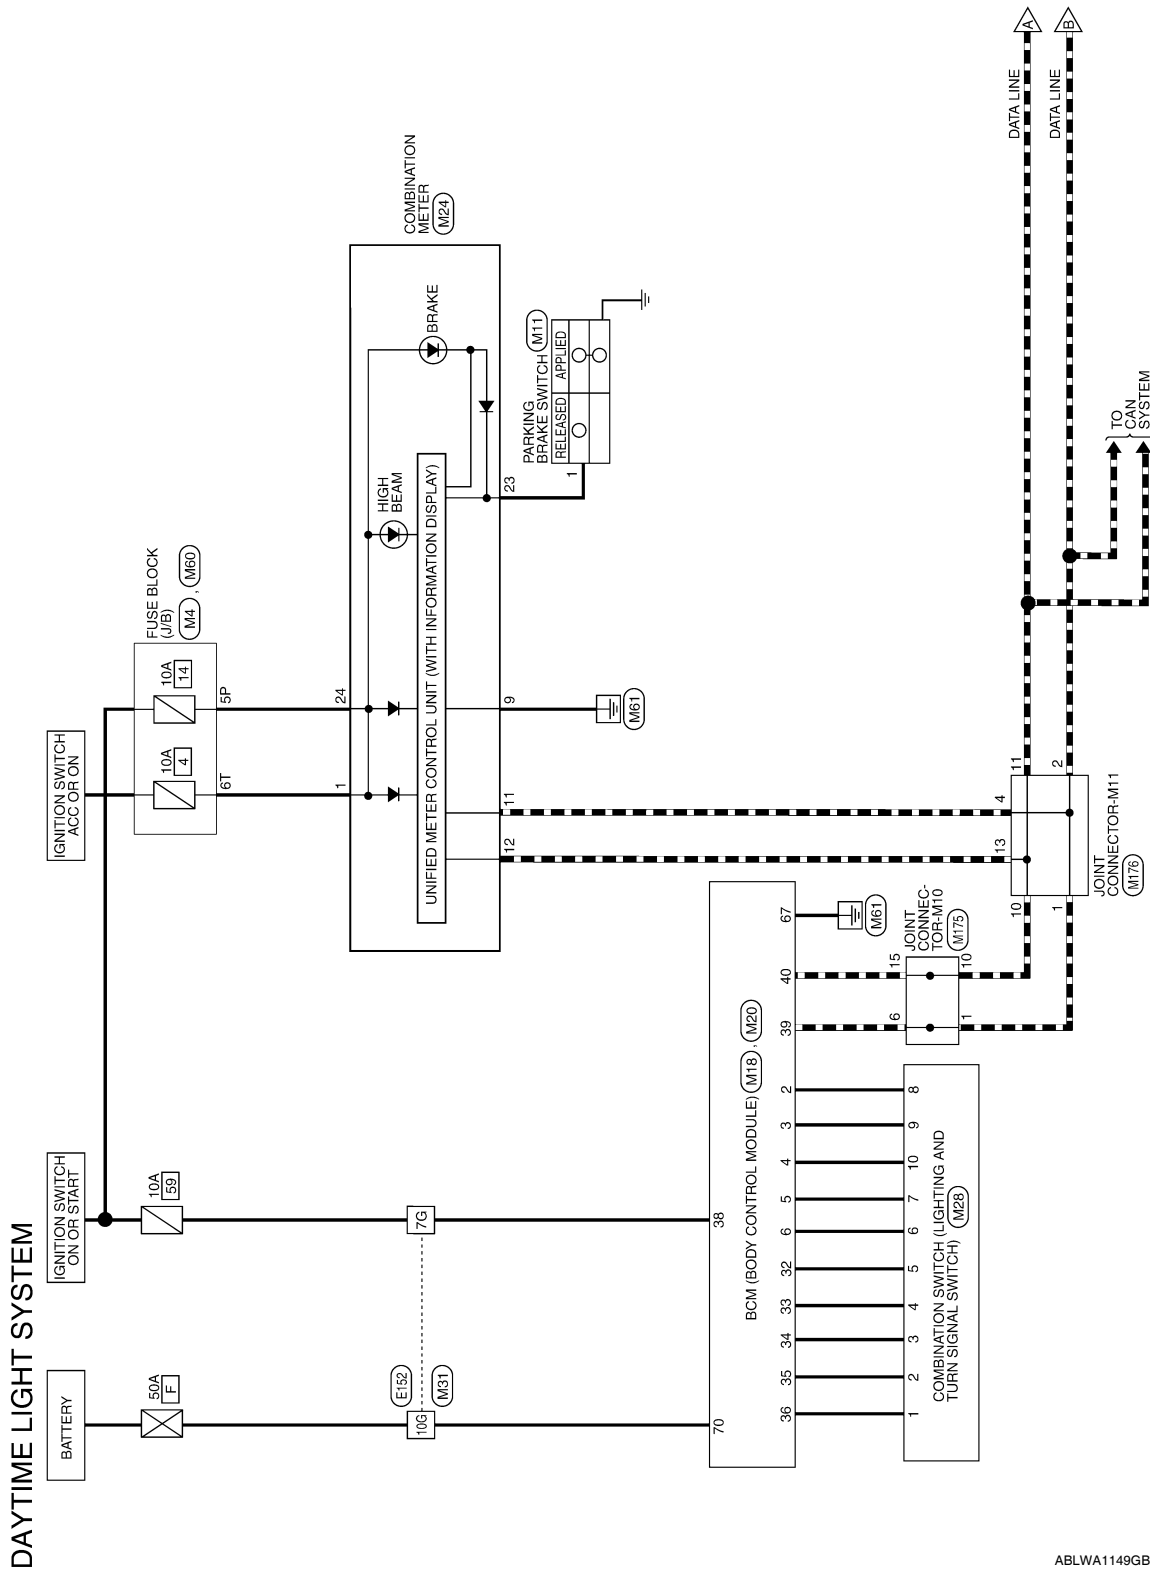 DAYTIME LIGHT SYSTEM
BATTERY
50A
F
E152
10G
M31
70
IGNITION SWITCH
ON OR START
10A
59
7G
38
IGNITION SWITCH
ACC OR ON
FUSE BLOCK
(J/B)
M4 , M60
10A
4
10A
14
6T
5P
1
24
COMBINATION
METER
M24
UNIFIED METER CONTROL UNIT (WITH INFORMATION DISPLAY)
HIGH
BEAM
BRAKE
12
11
9
23
M61
PARKING
BRAKE SWITCH
M11
RELEASED
APPLIED
1
BCM (BODY CONTROL MODULE) M18 , M20
36
35
34
33
32
6
5
4
3
2
39
40
67
M61
1
2
3
4
5
6
7
10
9
8
COMBINATION SWITCH (LIGHTING AND
TURN SIGNAL SWITCH) M28
JOINT
CONNEC-
TOR-M10
M175
6
15
1
10
13
4
10
11
1
2
JOINT
CONNECTOR-M11
M176
TO
CAN
SYSTEM
DATA LINE
A
DATA LINE
B
ABLWA1149GB